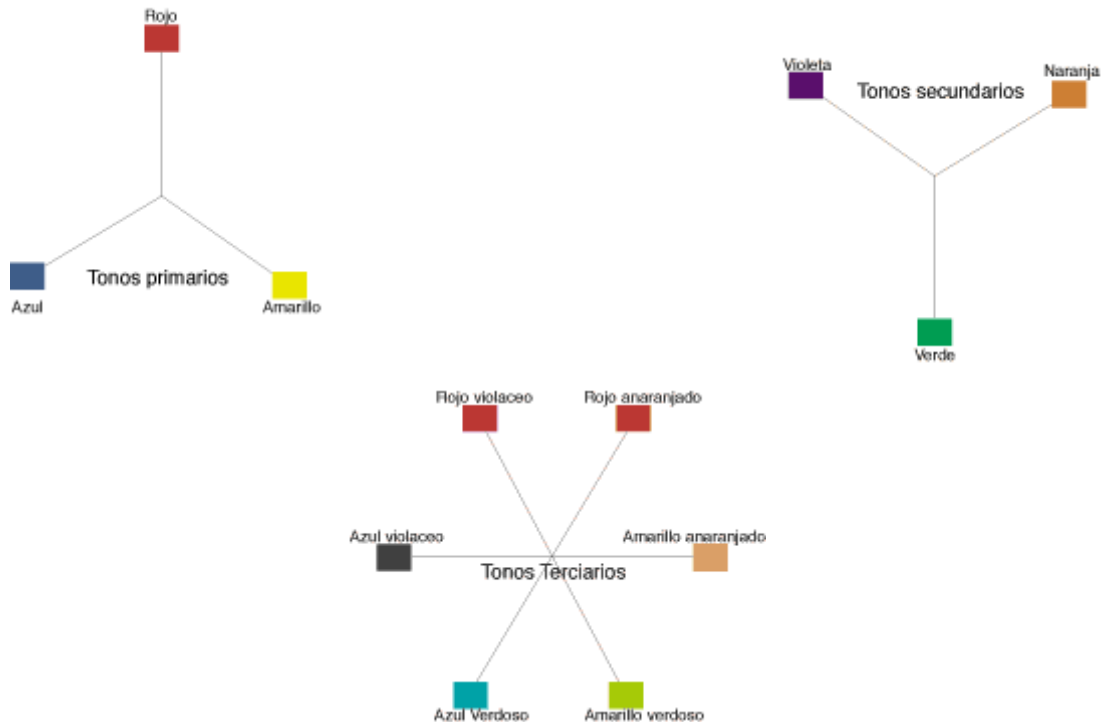 Rojo
Tonos primarios
Azul
Amarillo
Violeta
Tonos secundarios
Naranja
Verde
Rojo violaceo
Rojo anaranjado
Azul violaceo
Amarillo anaranjado
Tonos Terciarios
Azul Verdoso
Amarillo verdoso